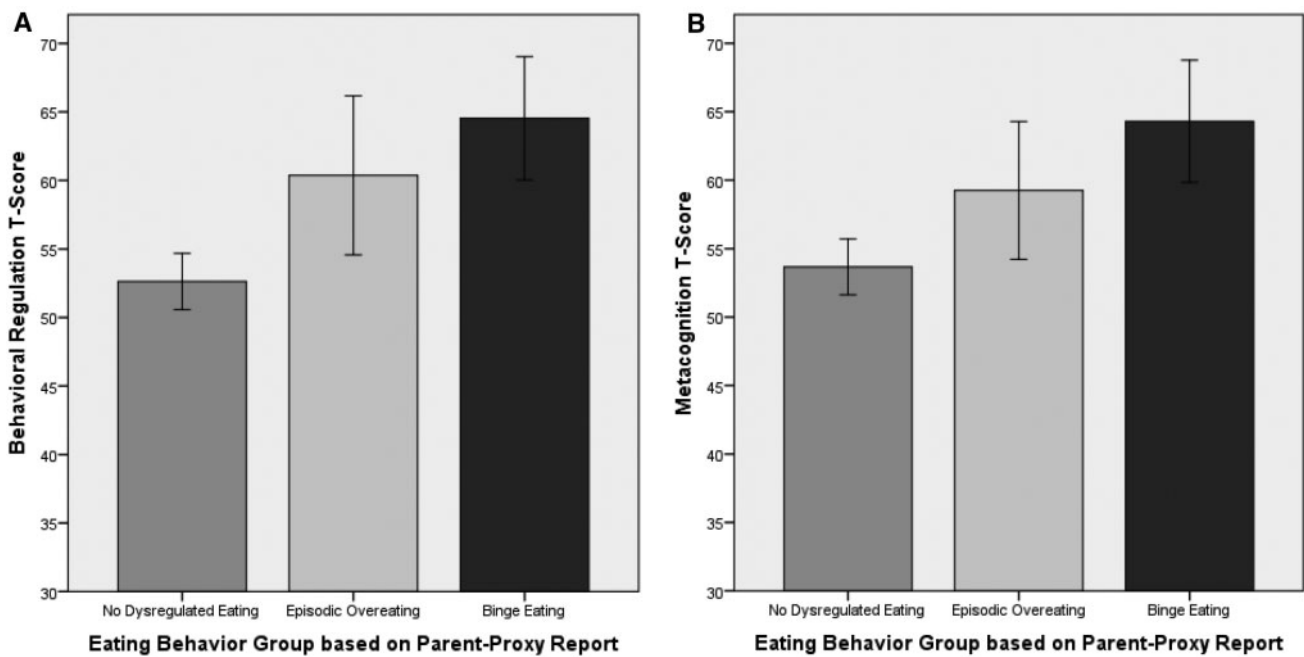 A
Behavioral Regulation T-Score
70
65
60
55
50
45
40
35
30
No Dysregulated Eating
Episodic Overeating
Binge Eating
Eating Behavior Group based on Parent-Proxy Report
B
Metacognition T-Score
70
65
60
55
50
45
40
35
30
No Dysregulated Eating
Episodic Overeating
Binge Eating
Eating Behavior Group based on Parent-Proxy Report